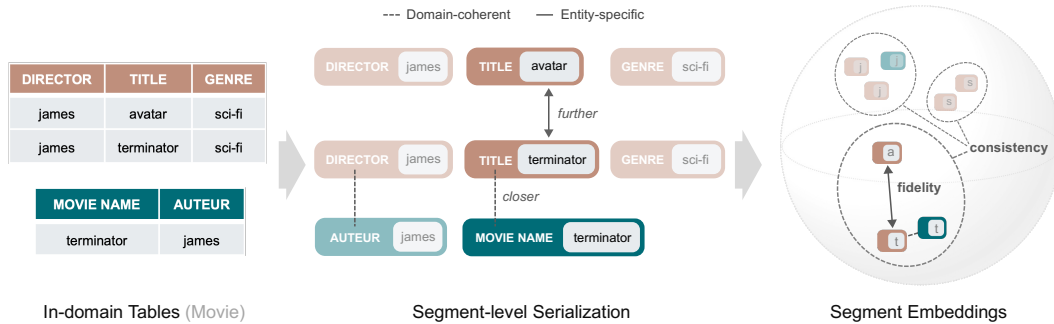 --- Domain-coherent — Entity-specific
DIRECTOR TITLE GENRE
james avatar sci-fi
james terminator sci-fi
MOVIE NAME AUTEUR
terminator james
In-domain Tables (Movie)
DIRECTOR james TITLE avatar GENRE sci-fi
further
DIRECTOR james TITLE terminator GENRE sci-fi
closer
AUTEUR james MOVIE NAME terminator
Segment-level Serialization
j j
j
s
s
consistency
a
fidelity
t
t
Segment Embeddings